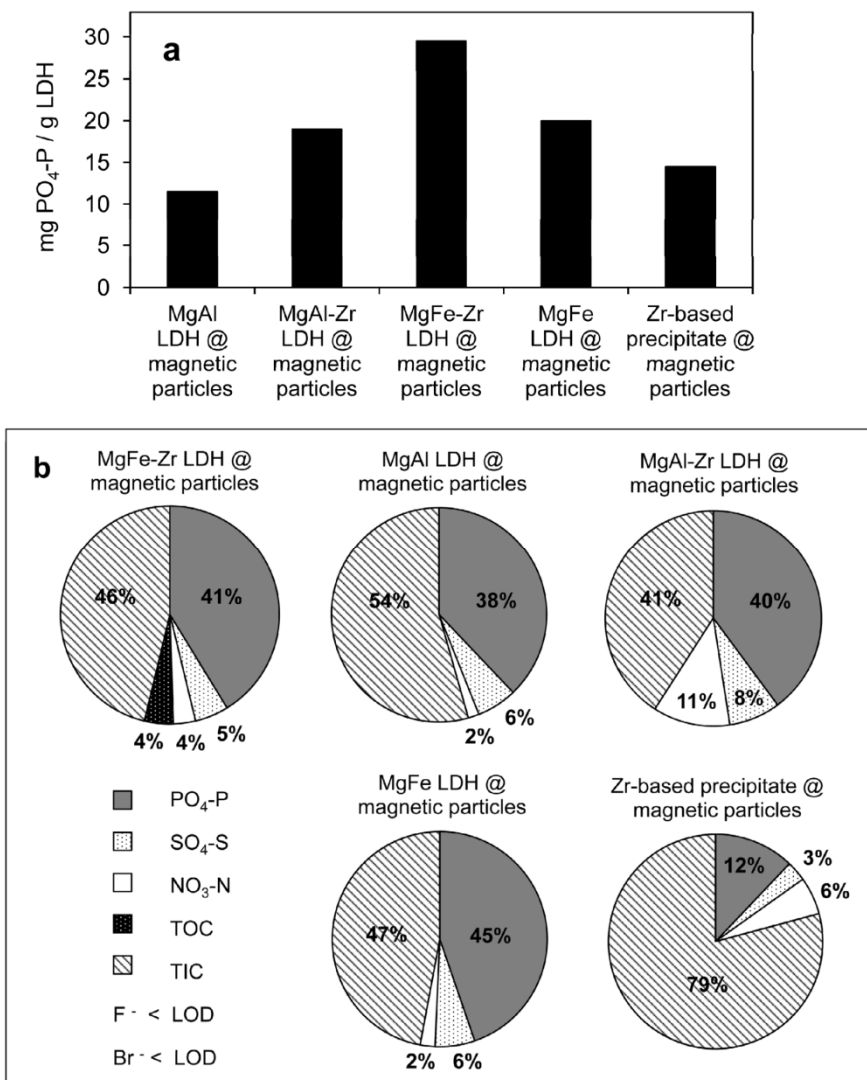 a
mg PO₄-P / g LDH
30
25
20
15
10
5
0
MgAl
LDH @
magnetic
particles
MgAl-Zr
LDH @
magnetic
particles
MgFe-Zr
LDH @
magnetic
particles
MgFe
LDH @
magnetic
particles
Zr-based
precipitate @
magnetic
particles
b
MgFe-Zr LDH @
magnetic particles
46%
41%
4%
4%
5%
MgAl LDH @
magnetic particles
54%
38%
2%
6%
MgAl-Zr LDH @
magnetic particles
41%
40%
11%
8%
PO₄-P
SO₄-S
NO₃-N
TOC
TIC
F⁻ < LOD
Br⁻ < LOD
MgFe LDH @
magnetic particles
47%
45%
2%
6%
Zr-based precipitate @
magnetic particles
12%
3%
6%
79%